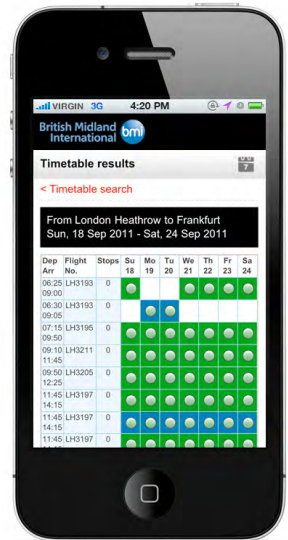 VIRGIN 3G 4:20 PM
British Midland
International bmi
Timetable results
7
< Timetable search
From London Heathrow to Frankfurt
Sun, 18 Sep 2011 - Sat, 24 Sep 2011
Dep Flight Stops Su Mo Tu We Th Fr Sa
Arr No. 18 19 20 21 22 23 24
06:25 LH3193 0
09:00
06:30 LH3193 0
09:05
07:15 LH3195 0
09:50
09:10 LH3211 0
11:45
09:50 LH3205 0
12:25
11:45 LH3197 0
14:15
11:45 LH3197 0
14:15
11:45 LH3197 0